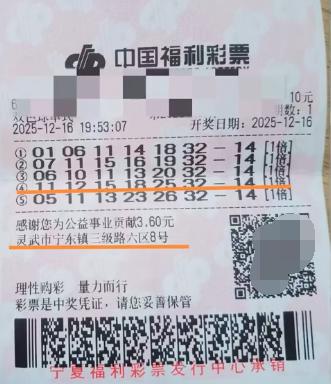 中国福利彩票
10元
2025-12-16 19:53:07 开奖日期:2025-12-16
① 01 06 11 14 18 32-14 [1倍]
② 07 11 15 16 19 32-14 [1倍]
③ 06 10 11 13 20 32-14 [1倍]
④ 11 12 15 18 25 32-14 [1倍]
⑤ 05 11 13 23 26 32-14 [1倍]
感谢您为公益事业贡献3.60元
灵武市宁东镇三级路六区8号
理性购彩 量力而行
彩票是中奖凭证,请您妥善保管
宁夏福利彩票发行中心承销